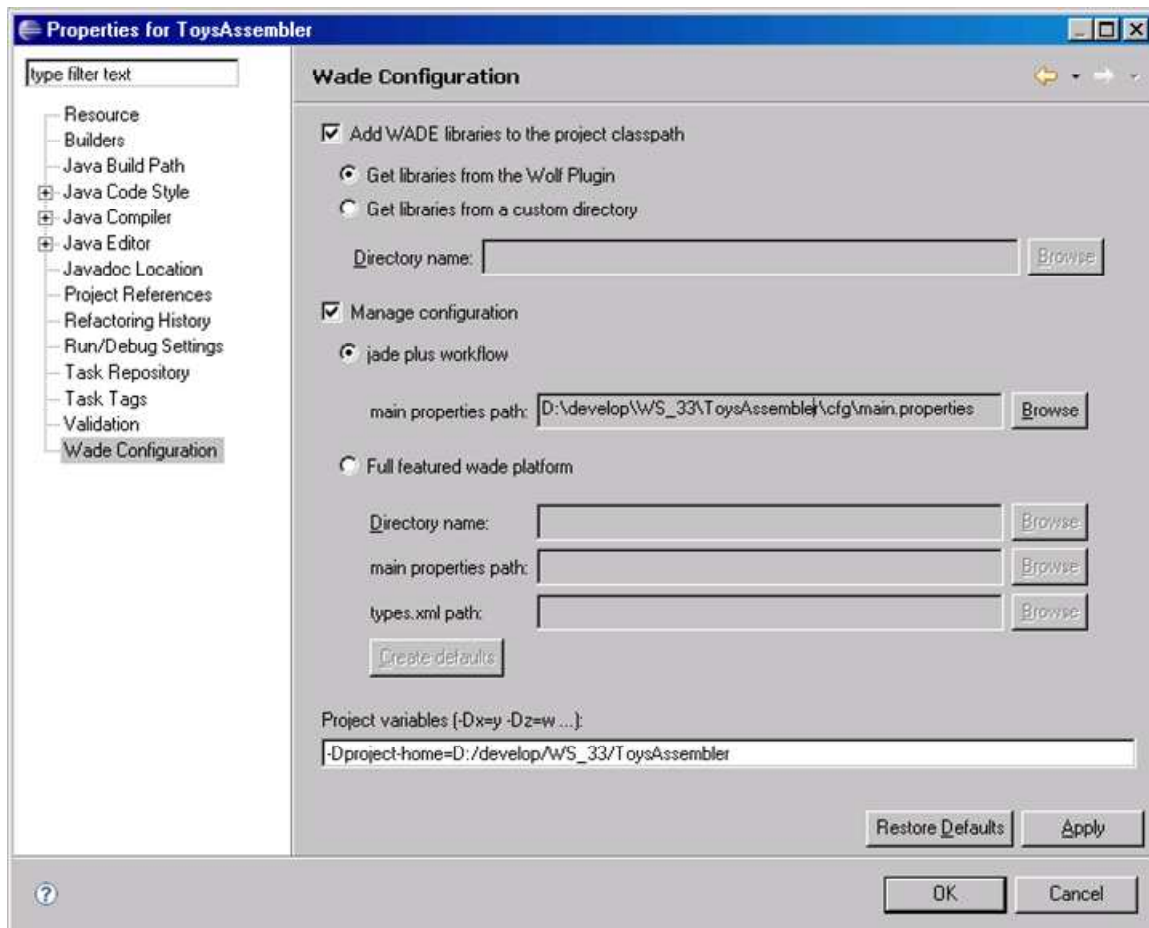 Properties for ToysAssembler
type filter text
Resource
Builders
Java Build Path
Java Code Style
Java Compiler
Java Editor
Javadoc Location
Project References
Refactoring History
Run/Debug Settings
Task Repository
Task Tags
Validation
Wade Configuration
Wade Configuration
Add WADE libraries to the project classpath
Get libraries from the Wolf Plugin
Get libraries from a custom directory
Directory name: Browse
Manage configuration
jade plus workflow
main properties path: D:\develop\WS_33\ToysAssembler\cfg\main.properties Browse
Full featured wade platform
Directory name: Browse
main properties path: Browse
types.xml path: Browse
Create defaults
Project variables (-Dx=y -Dz=w ...):
-Dproject-home=D:/develop/WS_33/ToysAssembler
Restore Defaults Apply
? OK Cancel